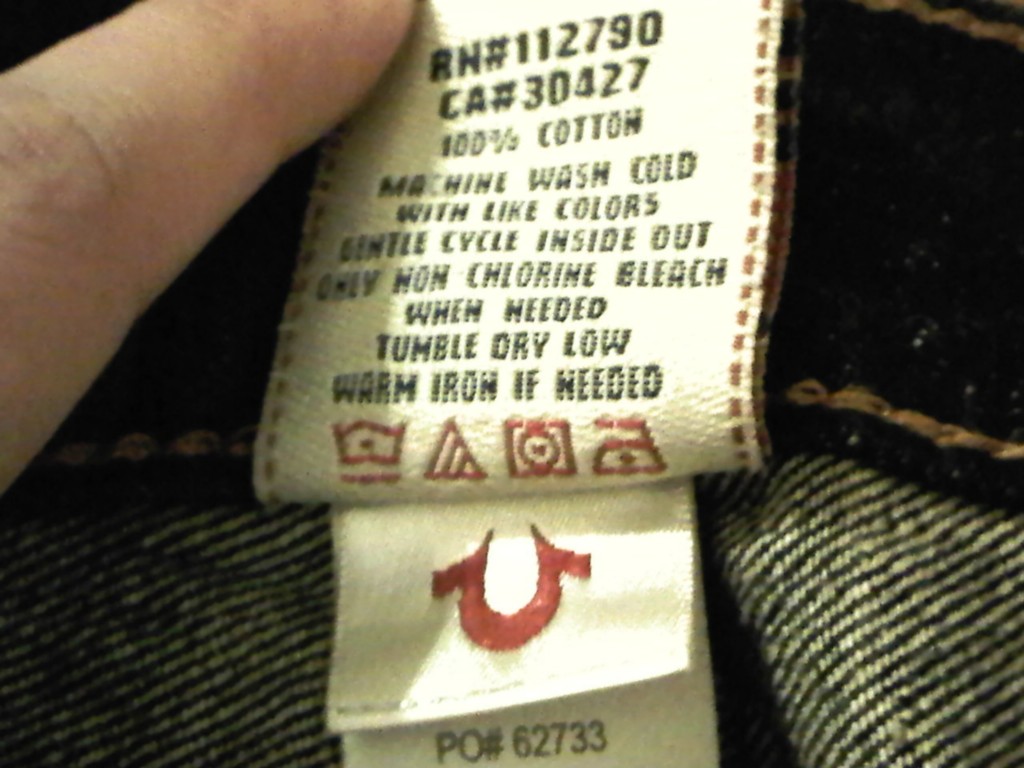 RN#112790
CA#30427
100% COTTON
MACHINE WASH COLD
WITH LIKE COLORS
GENTLE CYCLE INSIDE OUT
ONLY NON CHLORINE BLEACH
WHEN NEEDED
TUMBLE DRY LOW
WARM IRON IF NEEDED
PO# 62733